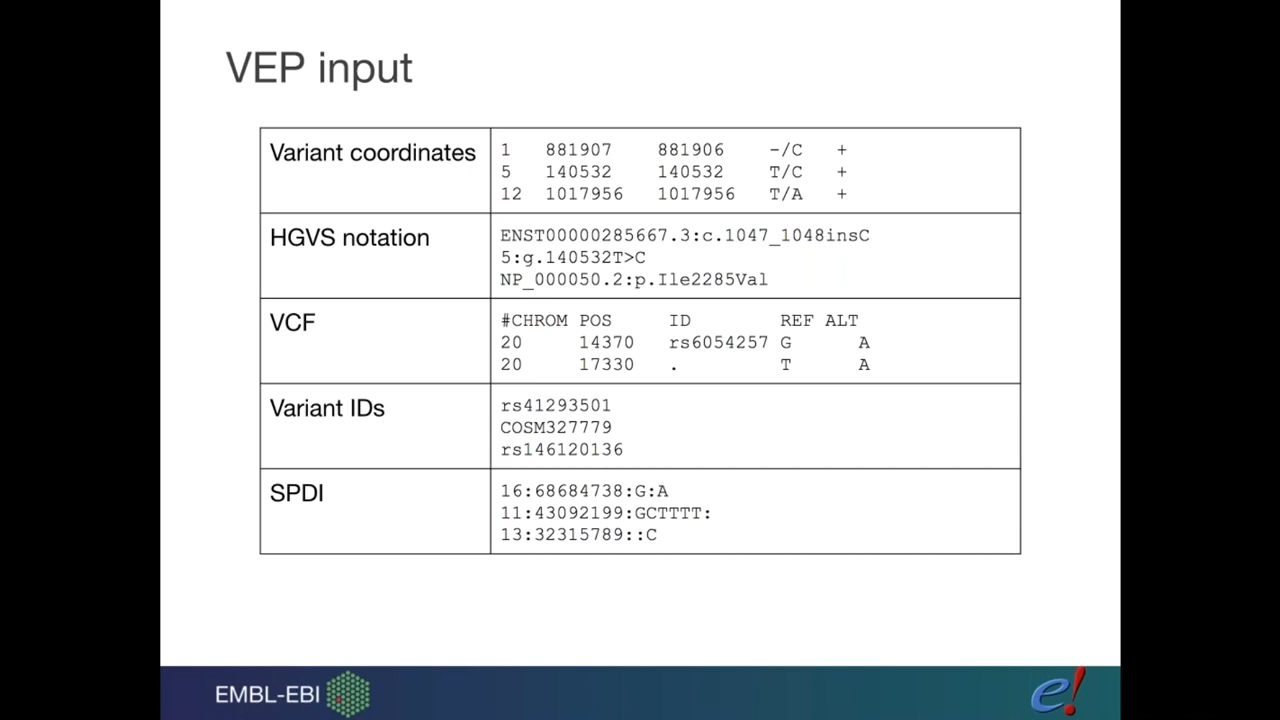 VEP input
Variant coordinates
1 881907 881906 -/C +
5 140532 140532 T/C +
12 1017956 1017956 T/A +
HGVS notation
ENST00000285667.3:c.1047_1048insC
5:g.140532T>C
NP_000050.2:p.Ile2285Val
VCF
#CHROM POS ID REF ALT
20 14370 rs6054257 G A
20 17330 . T A
Variant IDs
rs41293501
COSM327779
rs146120136
SPDI
16:68684738:G:A
11:43092199:GCTTTT:
13:32315789::C
EMBL-EBI
e!